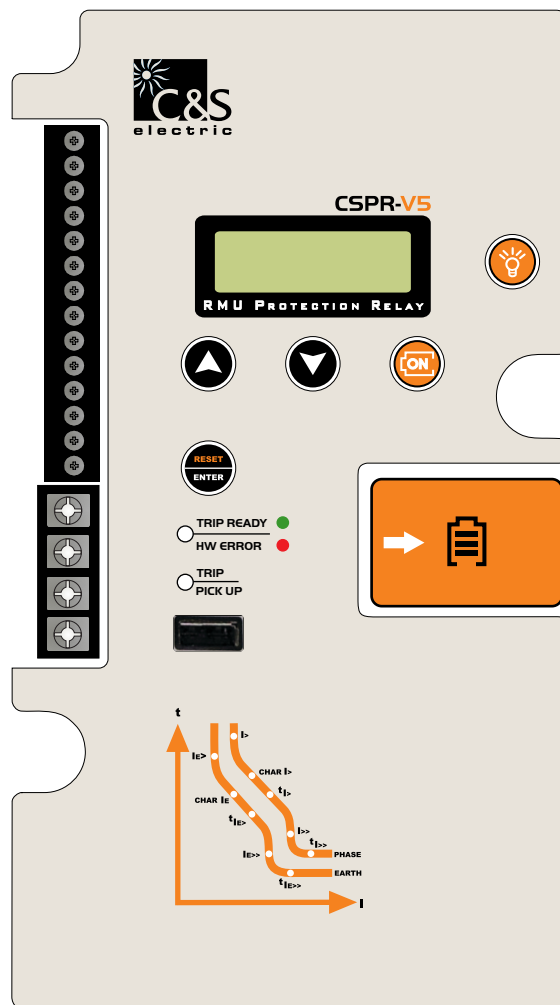 C&S
electric
CSPR-V5
RMU PROTECTION RELAY
ON
RESET
ENTER
TRIP READY
HW ERROR
TRIP
PICK UP
t
I>
IE>
CHAR I>
CHAR IE
tI>
tIE>
I>>
tI>>
IE>>
PHASE
EARTH
tIE>>
I